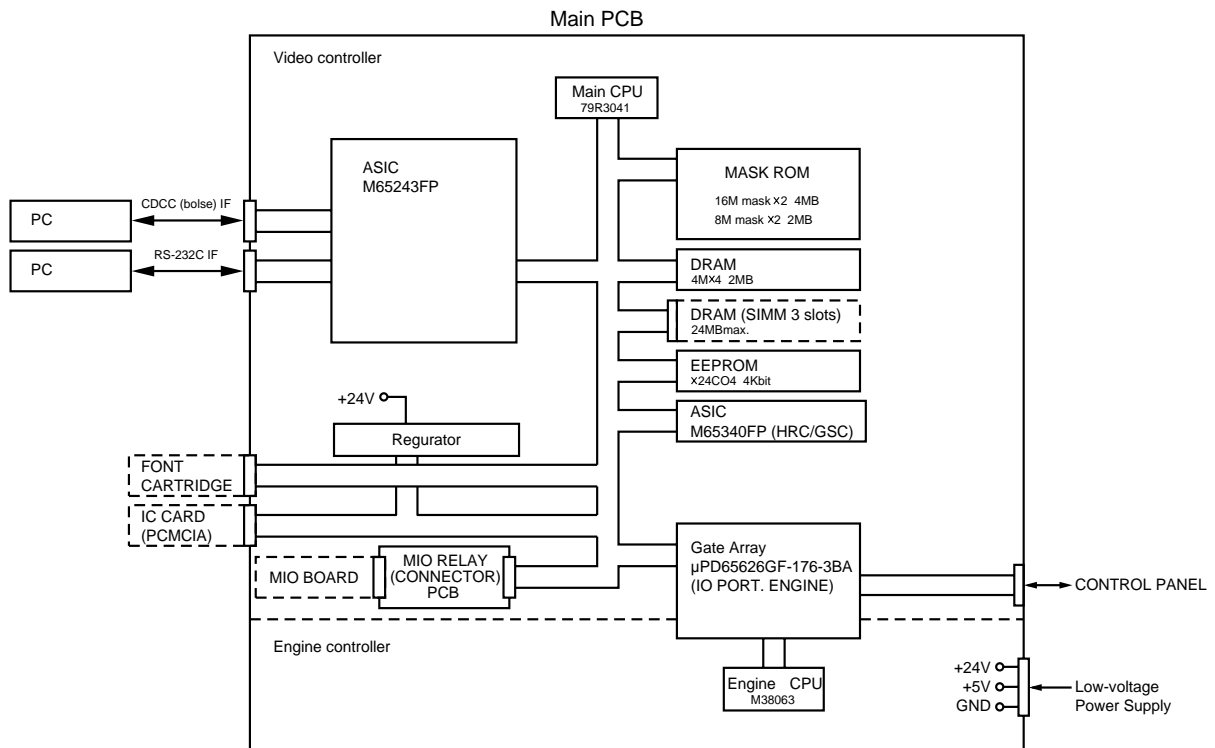 Main PCB
Video controller
Main CPU
79R3041
ASIC
M65243FP
MASK ROM
16M mask ×2 4MB
8M mask ×2 2MB
PC
CDCC (bolse) IF
PC
RS-232C IF
DRAM
4M×4 2MB
DRAM (SIMM 3 slots)
24MBmax.
EEPROM
×24CO4 4Kbit
ASIC
M65340FP (HRC/GSC)
+24V
Regurator
FONT
CARTRIDGE
IC CARD
(PCMCIA)
MIO BOARD
MIO RELAY
(CONNECTOR)
PCB
Gate Array
µPD65626GF-176-3BA
(IO PORT. ENGINE)
CONTROL PANEL
Engine controller
Engine CPU
M38063
+24V
+5V
GND
Low-voltage
Power Supply